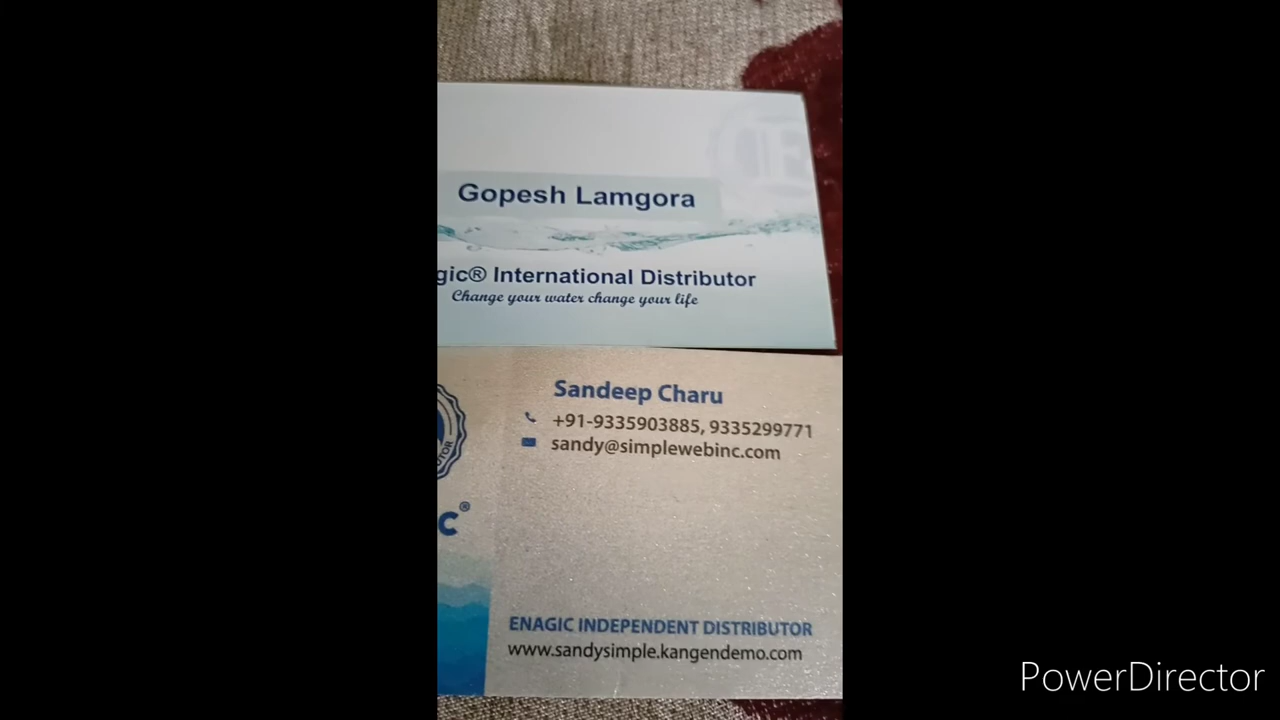 Gopesh Lamgora
gic® International Distributor
Change your water change your life
Sandeep Charu
+91-9335903885, 9335299771
sandy@simplewebinc.com
UTOR
c®
ENAGIC INDEPENDENT DISTRIBUTOR
www.sandysimple.kangendemo.com
PowerDirector